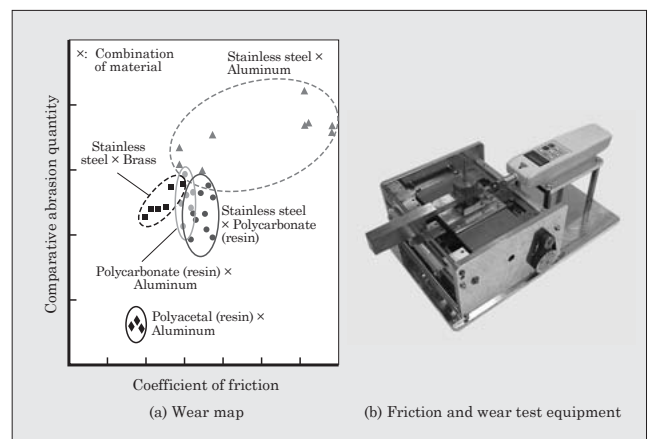 ×: Combination
of material
Stainless steel ×
Aluminum
Stainless
steel × Brass
Stainless steel
× Polycarbonate
(resin)
Polycarbonate (resin) ×
Aluminum
Polyacetal (resin) ×
Aluminum
Comparative abrasion quantity
Coefficient of friction
(a) Wear map
(b) Friction and wear test equipment